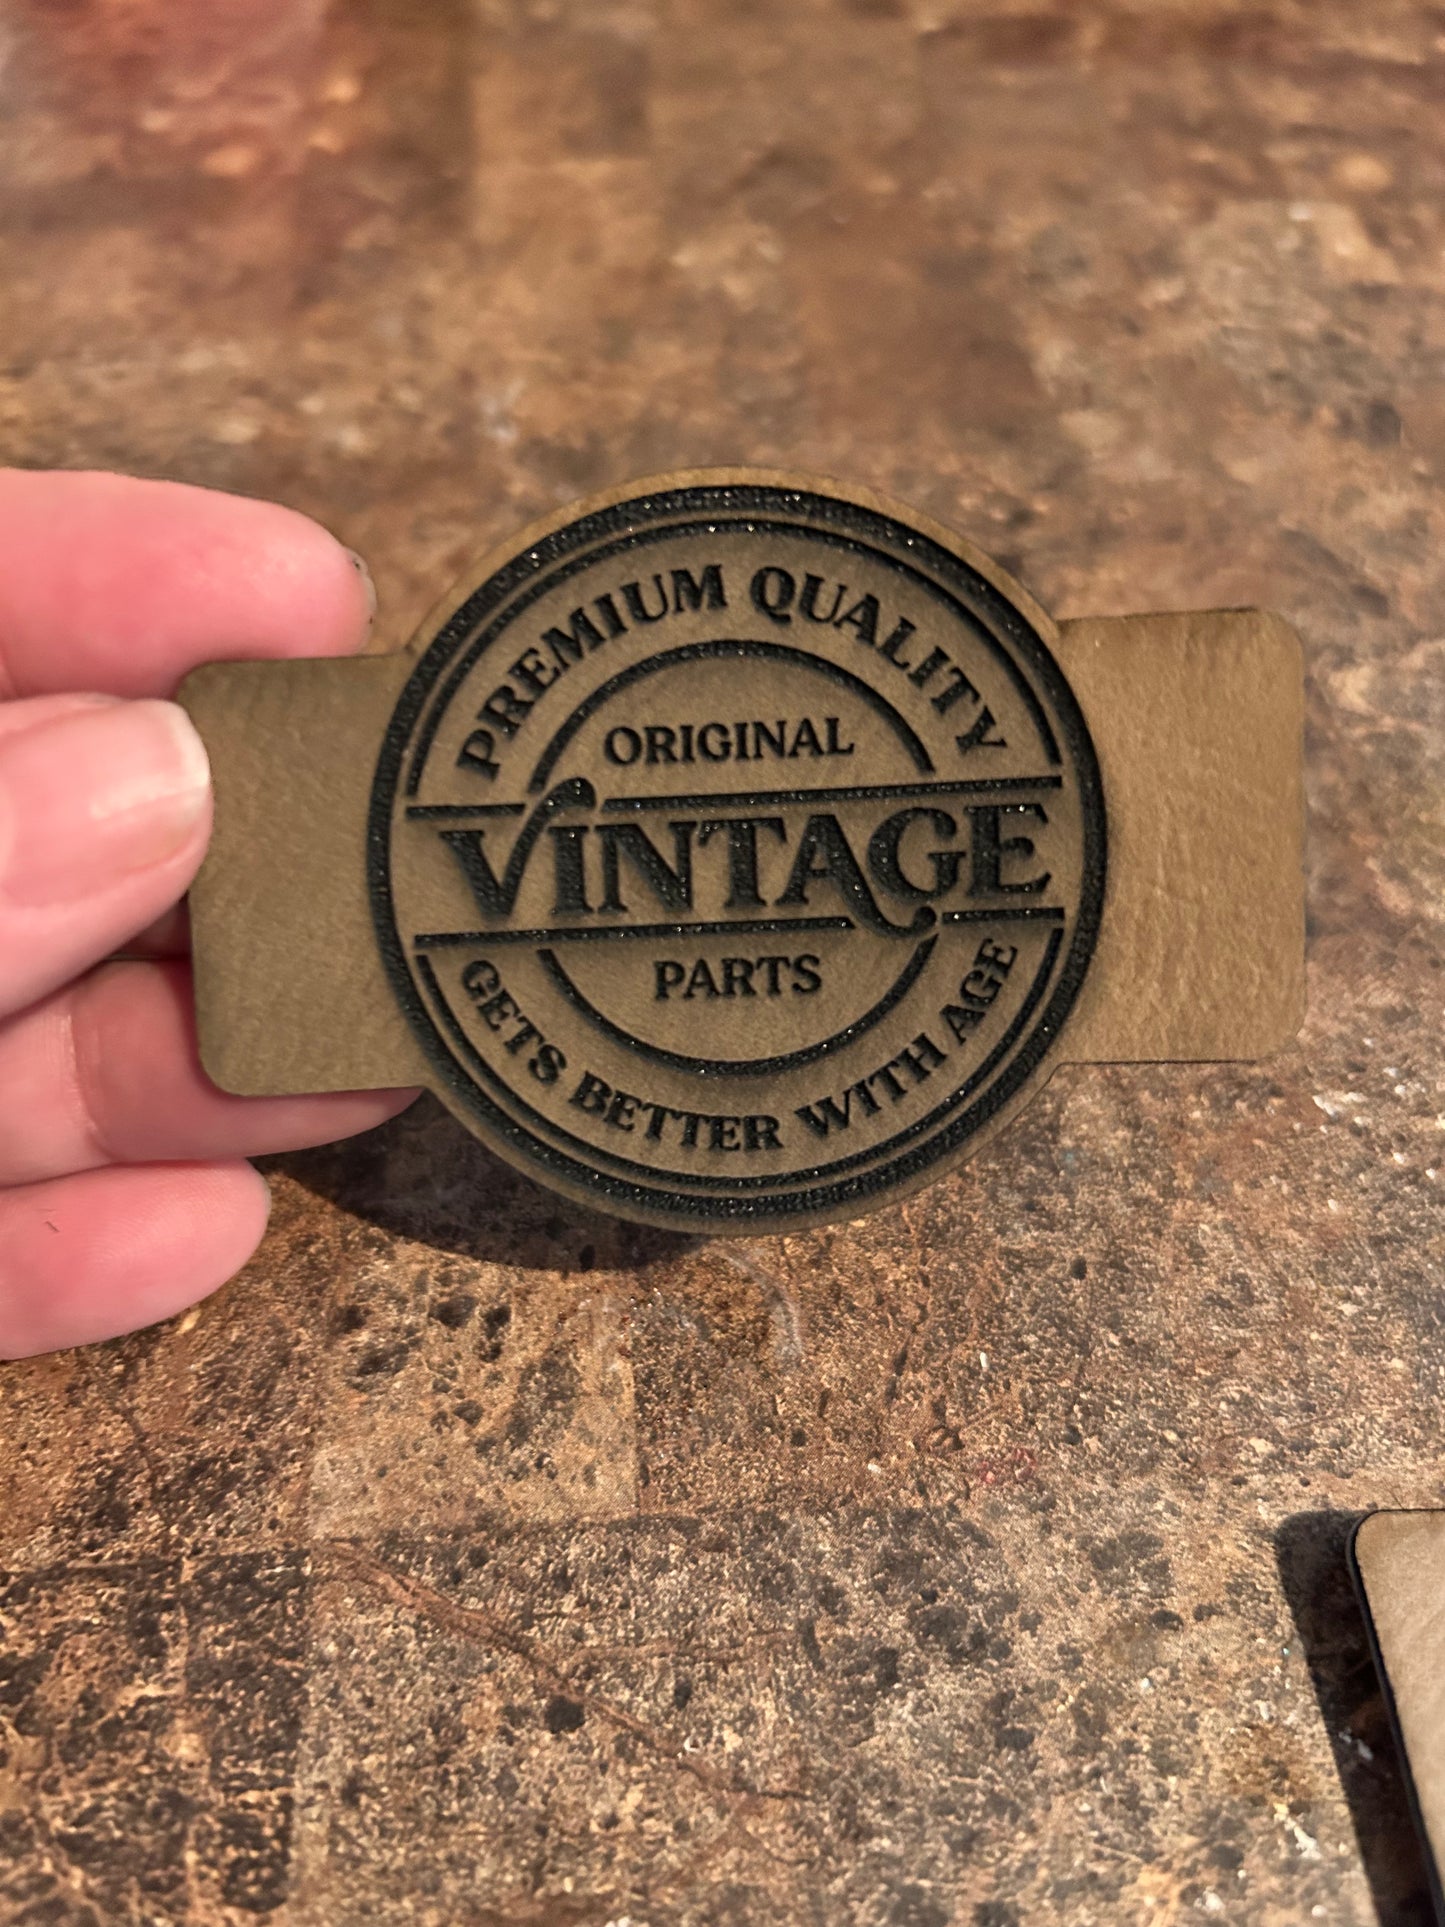 PREMIUM QUALITY
ORIGINAL
VINTAGE
PARTS
GETS BETTER WITH AGE